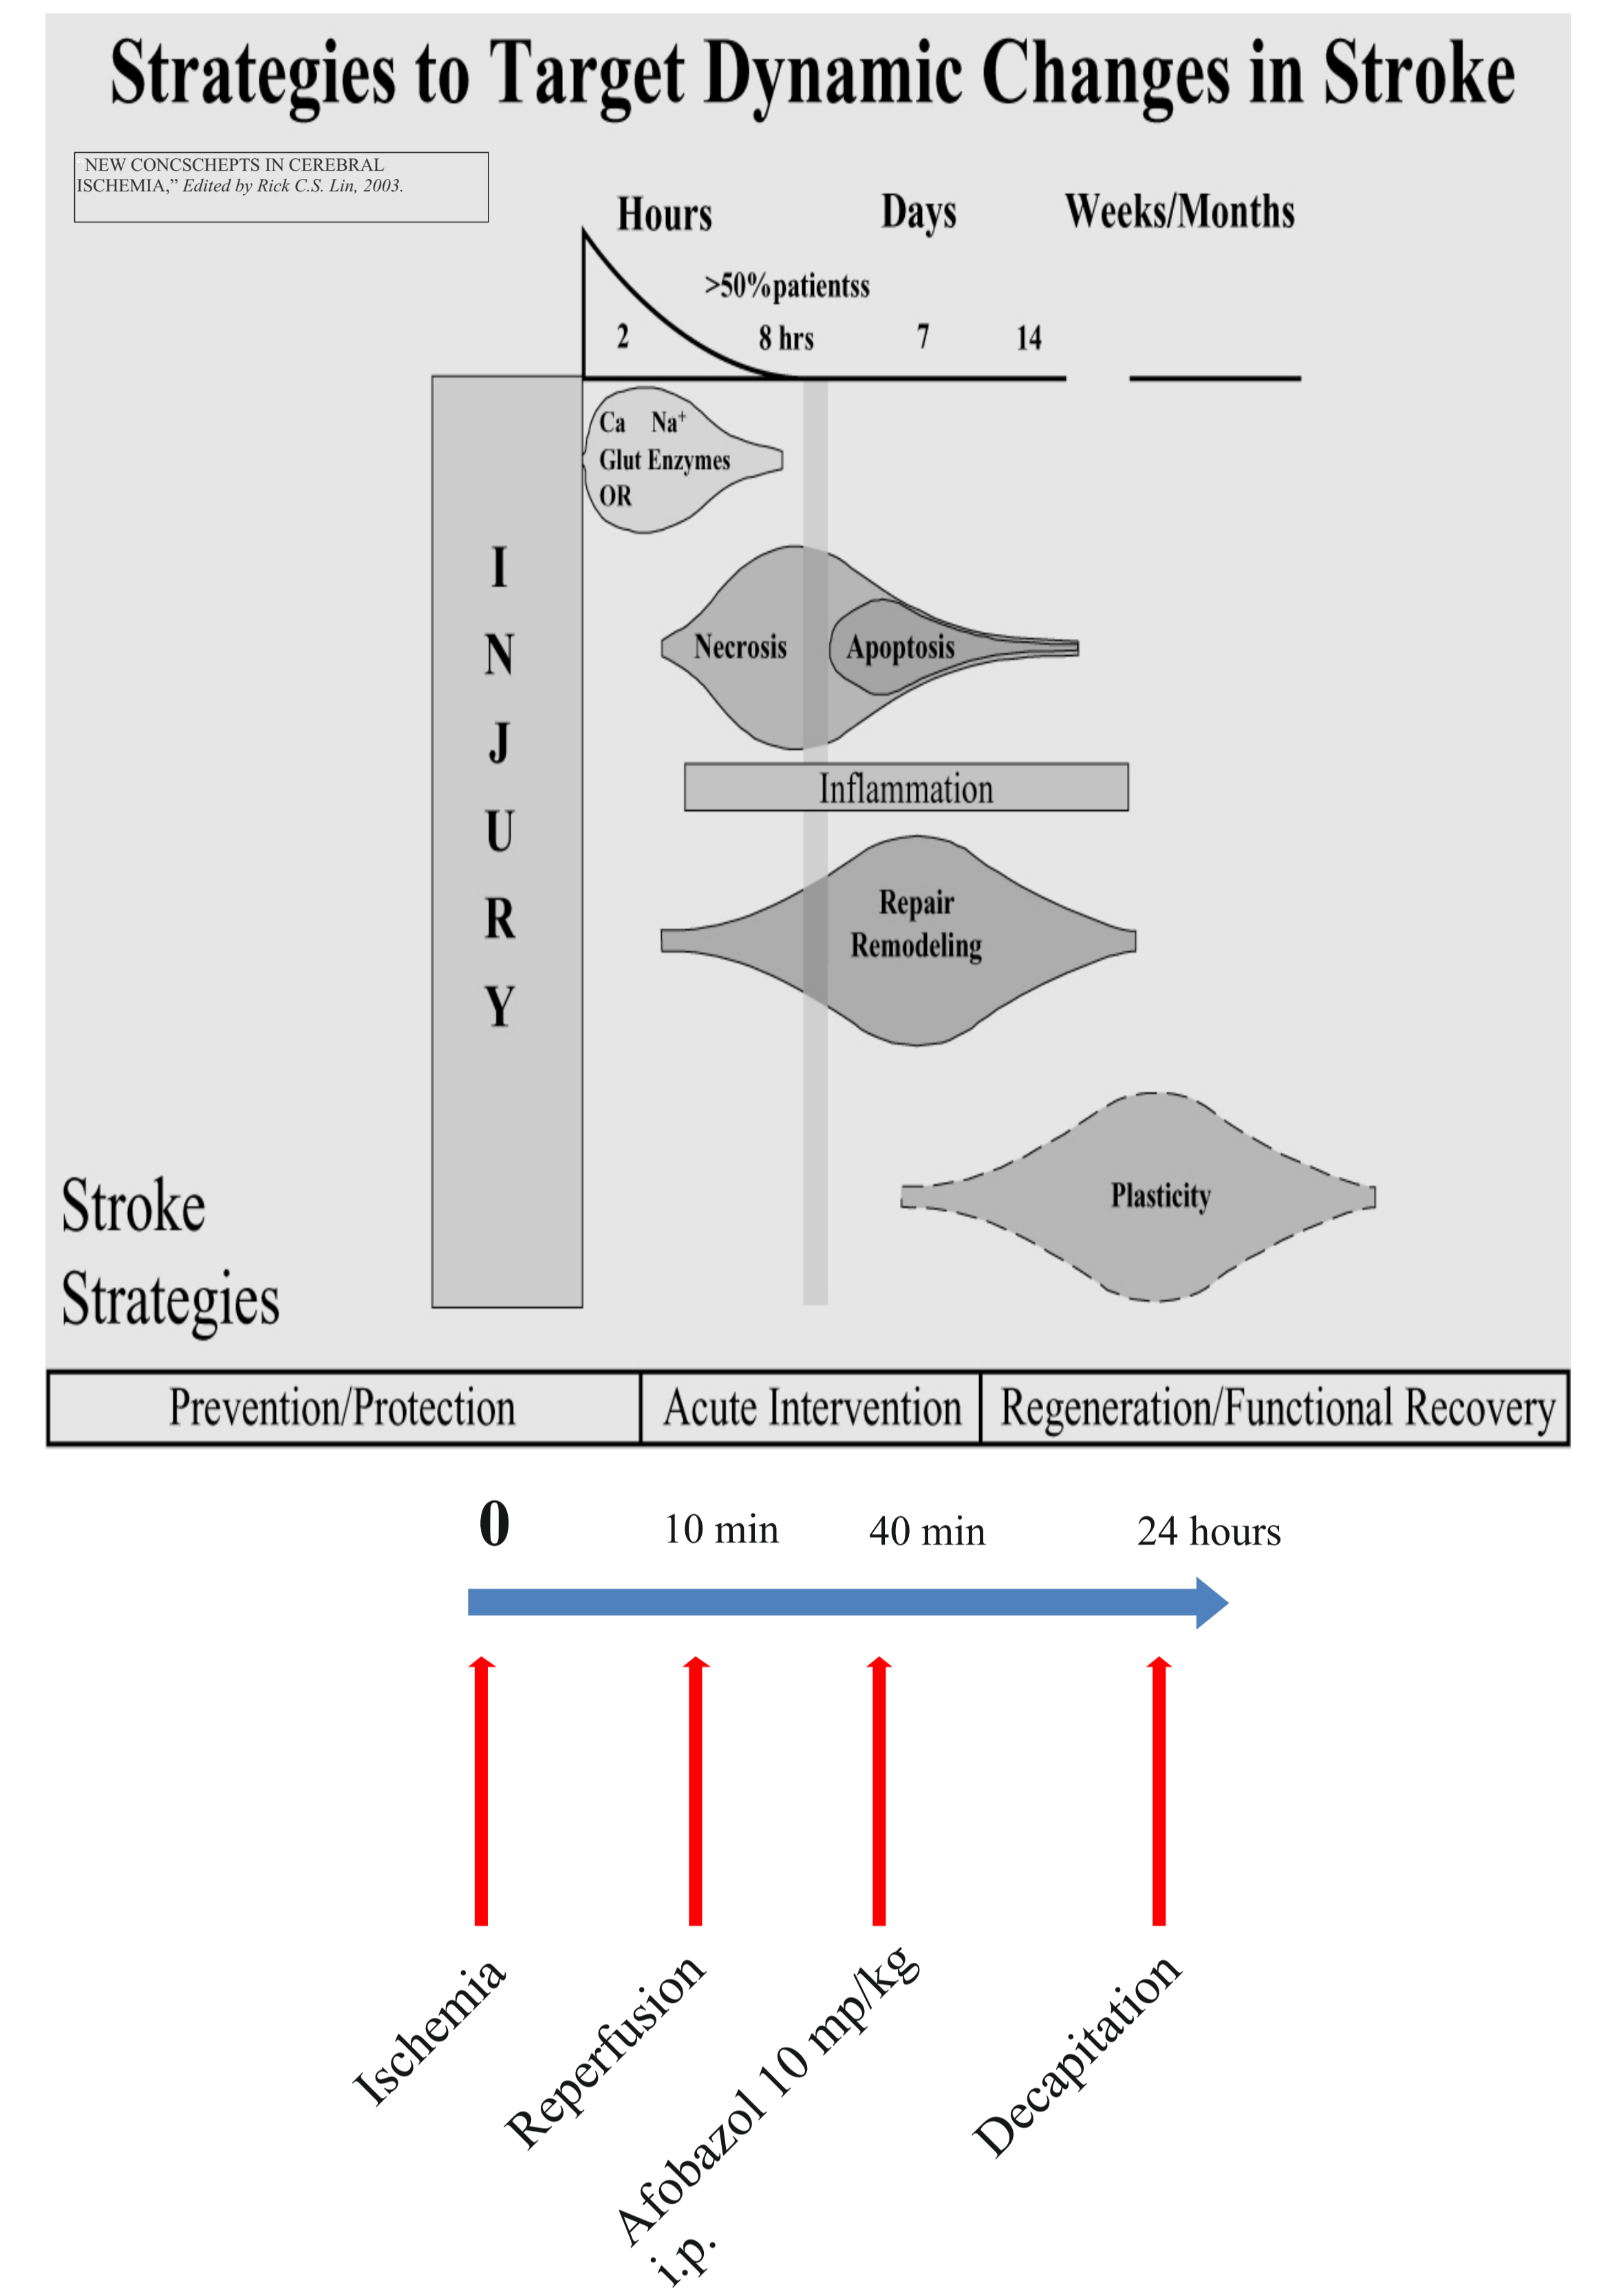 Strategies to Target Dynamic Changes in Stroke
NEW CONCSCHEPTS IN CEREBRAL
ISCHEMIA,” Edited by Rick C.S. Lin, 2003.
Hours
Days
Weeks/Months
>50%patientss
2
8 hrs
7
14
Ca Na⁺
Glut Enzymes
OR
I
N
J
U
R
Y
Necrosis
Apoptosis
Inflammation
Repair
Remodeling
Plasticity
Stroke
Strategies
Prevention/Protection
Acute Intervention
Regeneration/Functional Recovery
0
10 min
40 min
24 hours
Ischemia
Reperfusion
Afobazol 10 mp/kg
i.p.
Decapitation